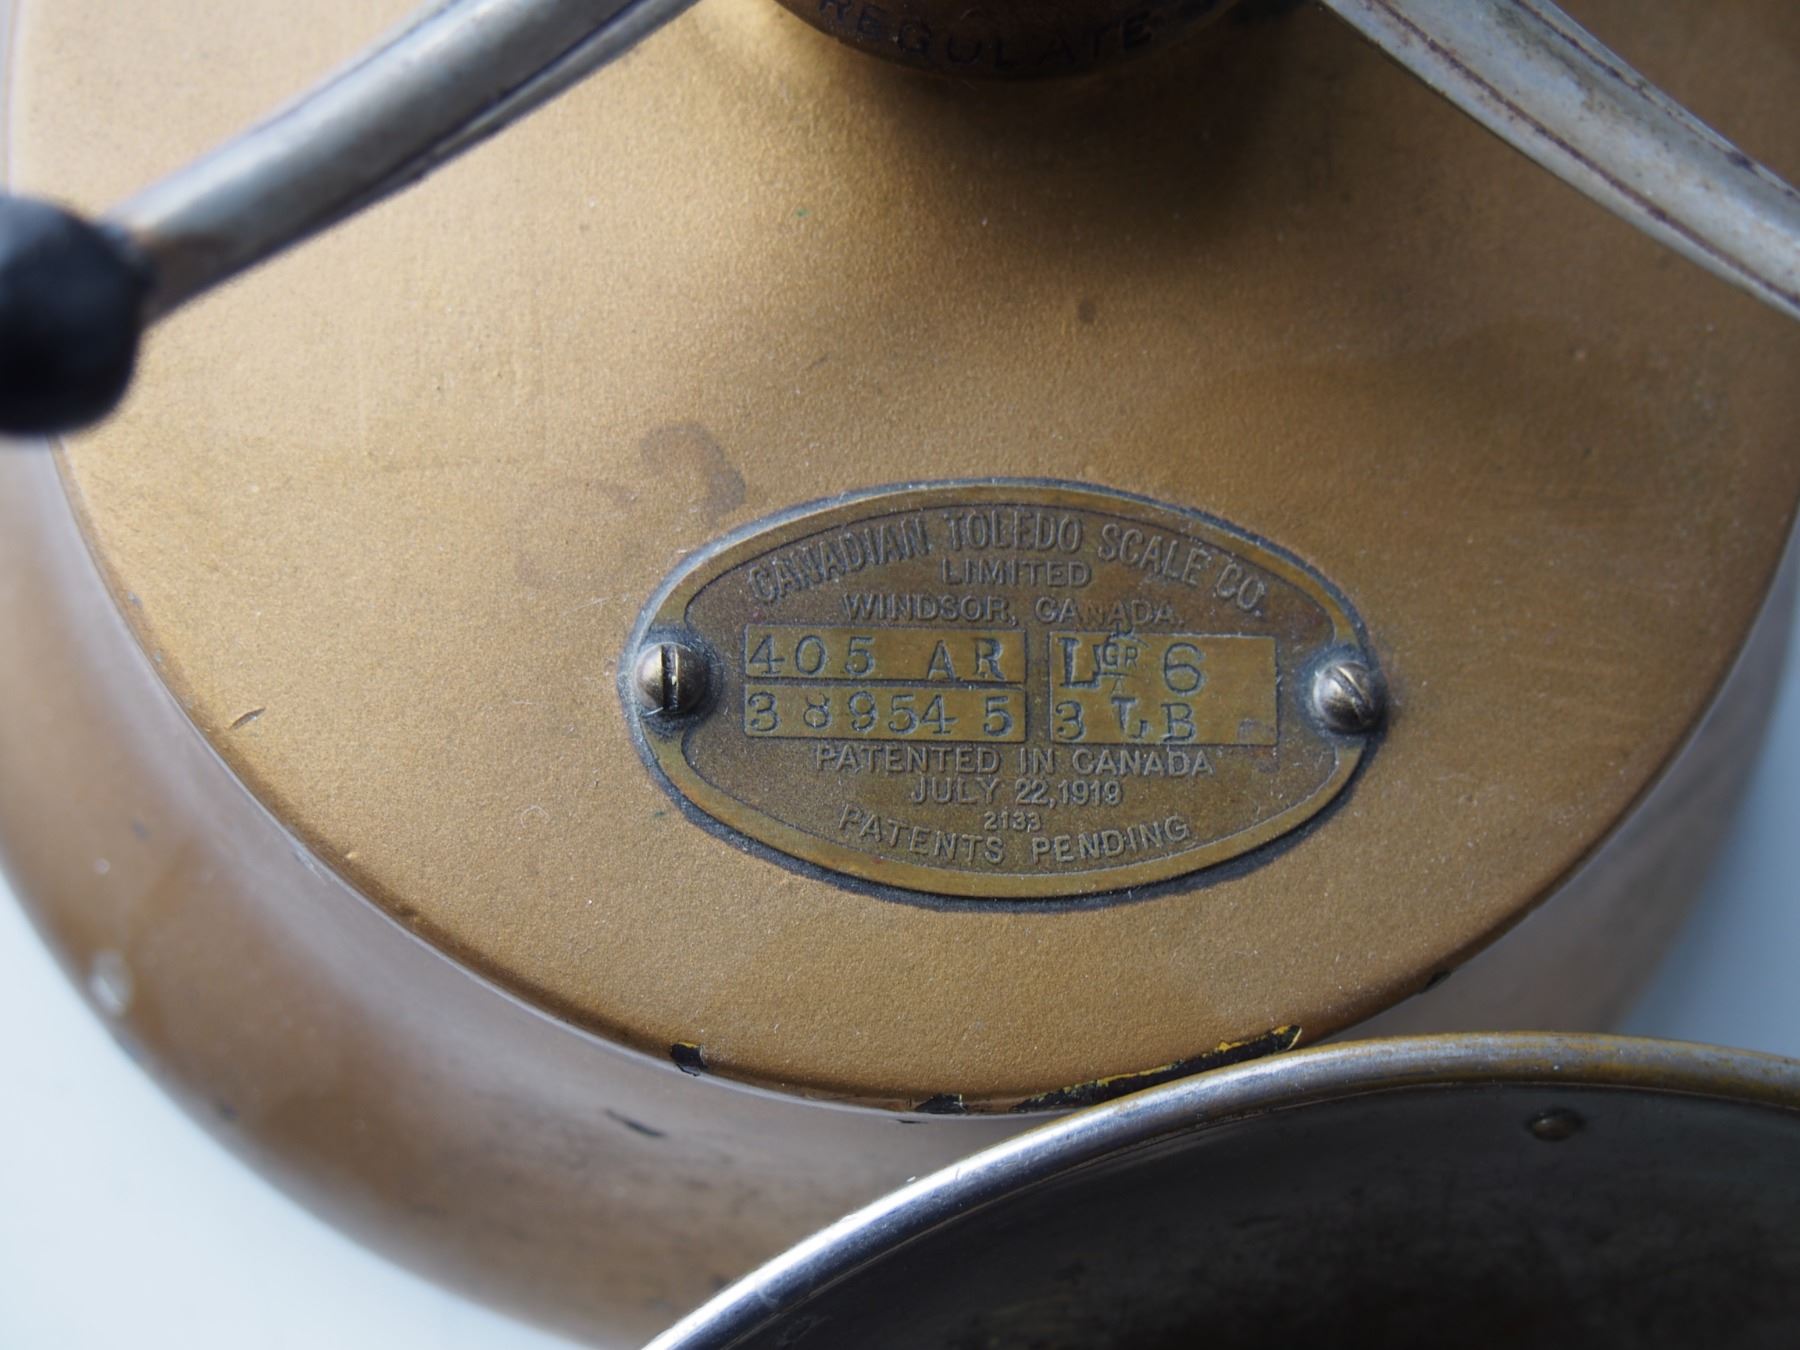 REGULATE
CANADIAN TOLEDO SCALE CO.
LIMITED
WINDSOR, CANADA.
405 AR L GR 6
389545 3 LB
PATENTED IN CANADA
JULY 22, 1919
2133
PATENTS PENDING